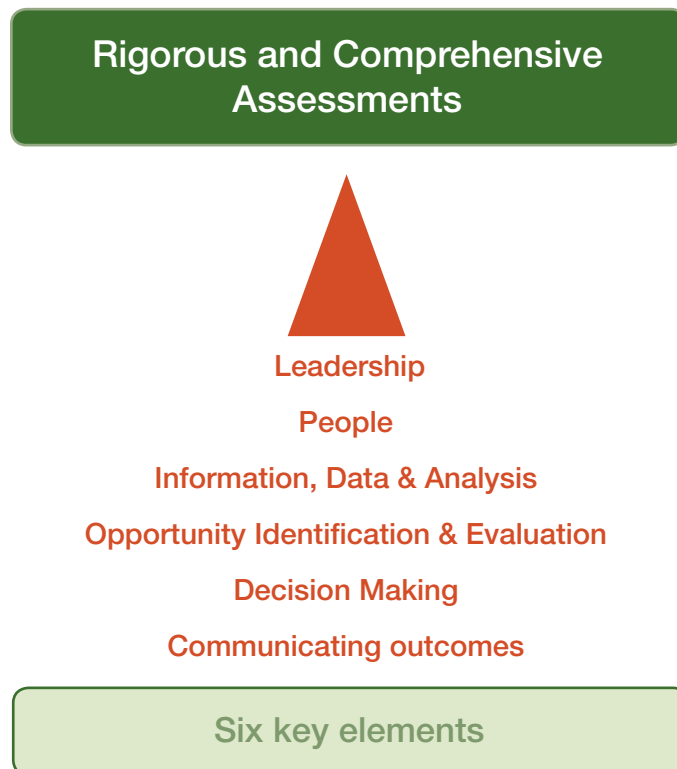 Rigorous and Comprehensive
Assessments
Leadership
People
Information, Data & Analysis
Opportunity Identification & Evaluation
Decision Making
Communicating outcomes
Six key elements